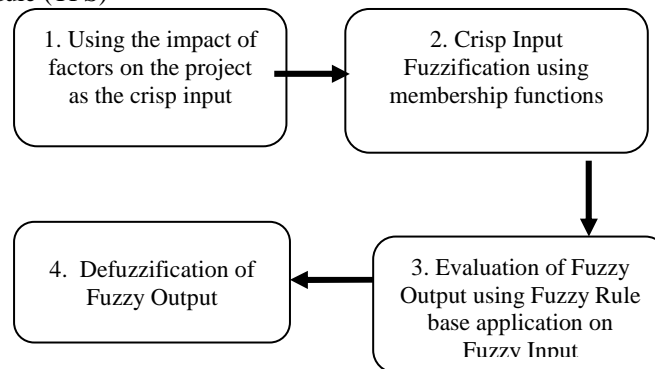 1. Using the impact of
factors on the project
as the crisp input
2. Crisp Input
Fuzzification using
membership functions
3. Evaluation of Fuzzy
Output using Fuzzy Rule
base application on
Fuzzy Input
4. Defuzzification of
Fuzzy Output